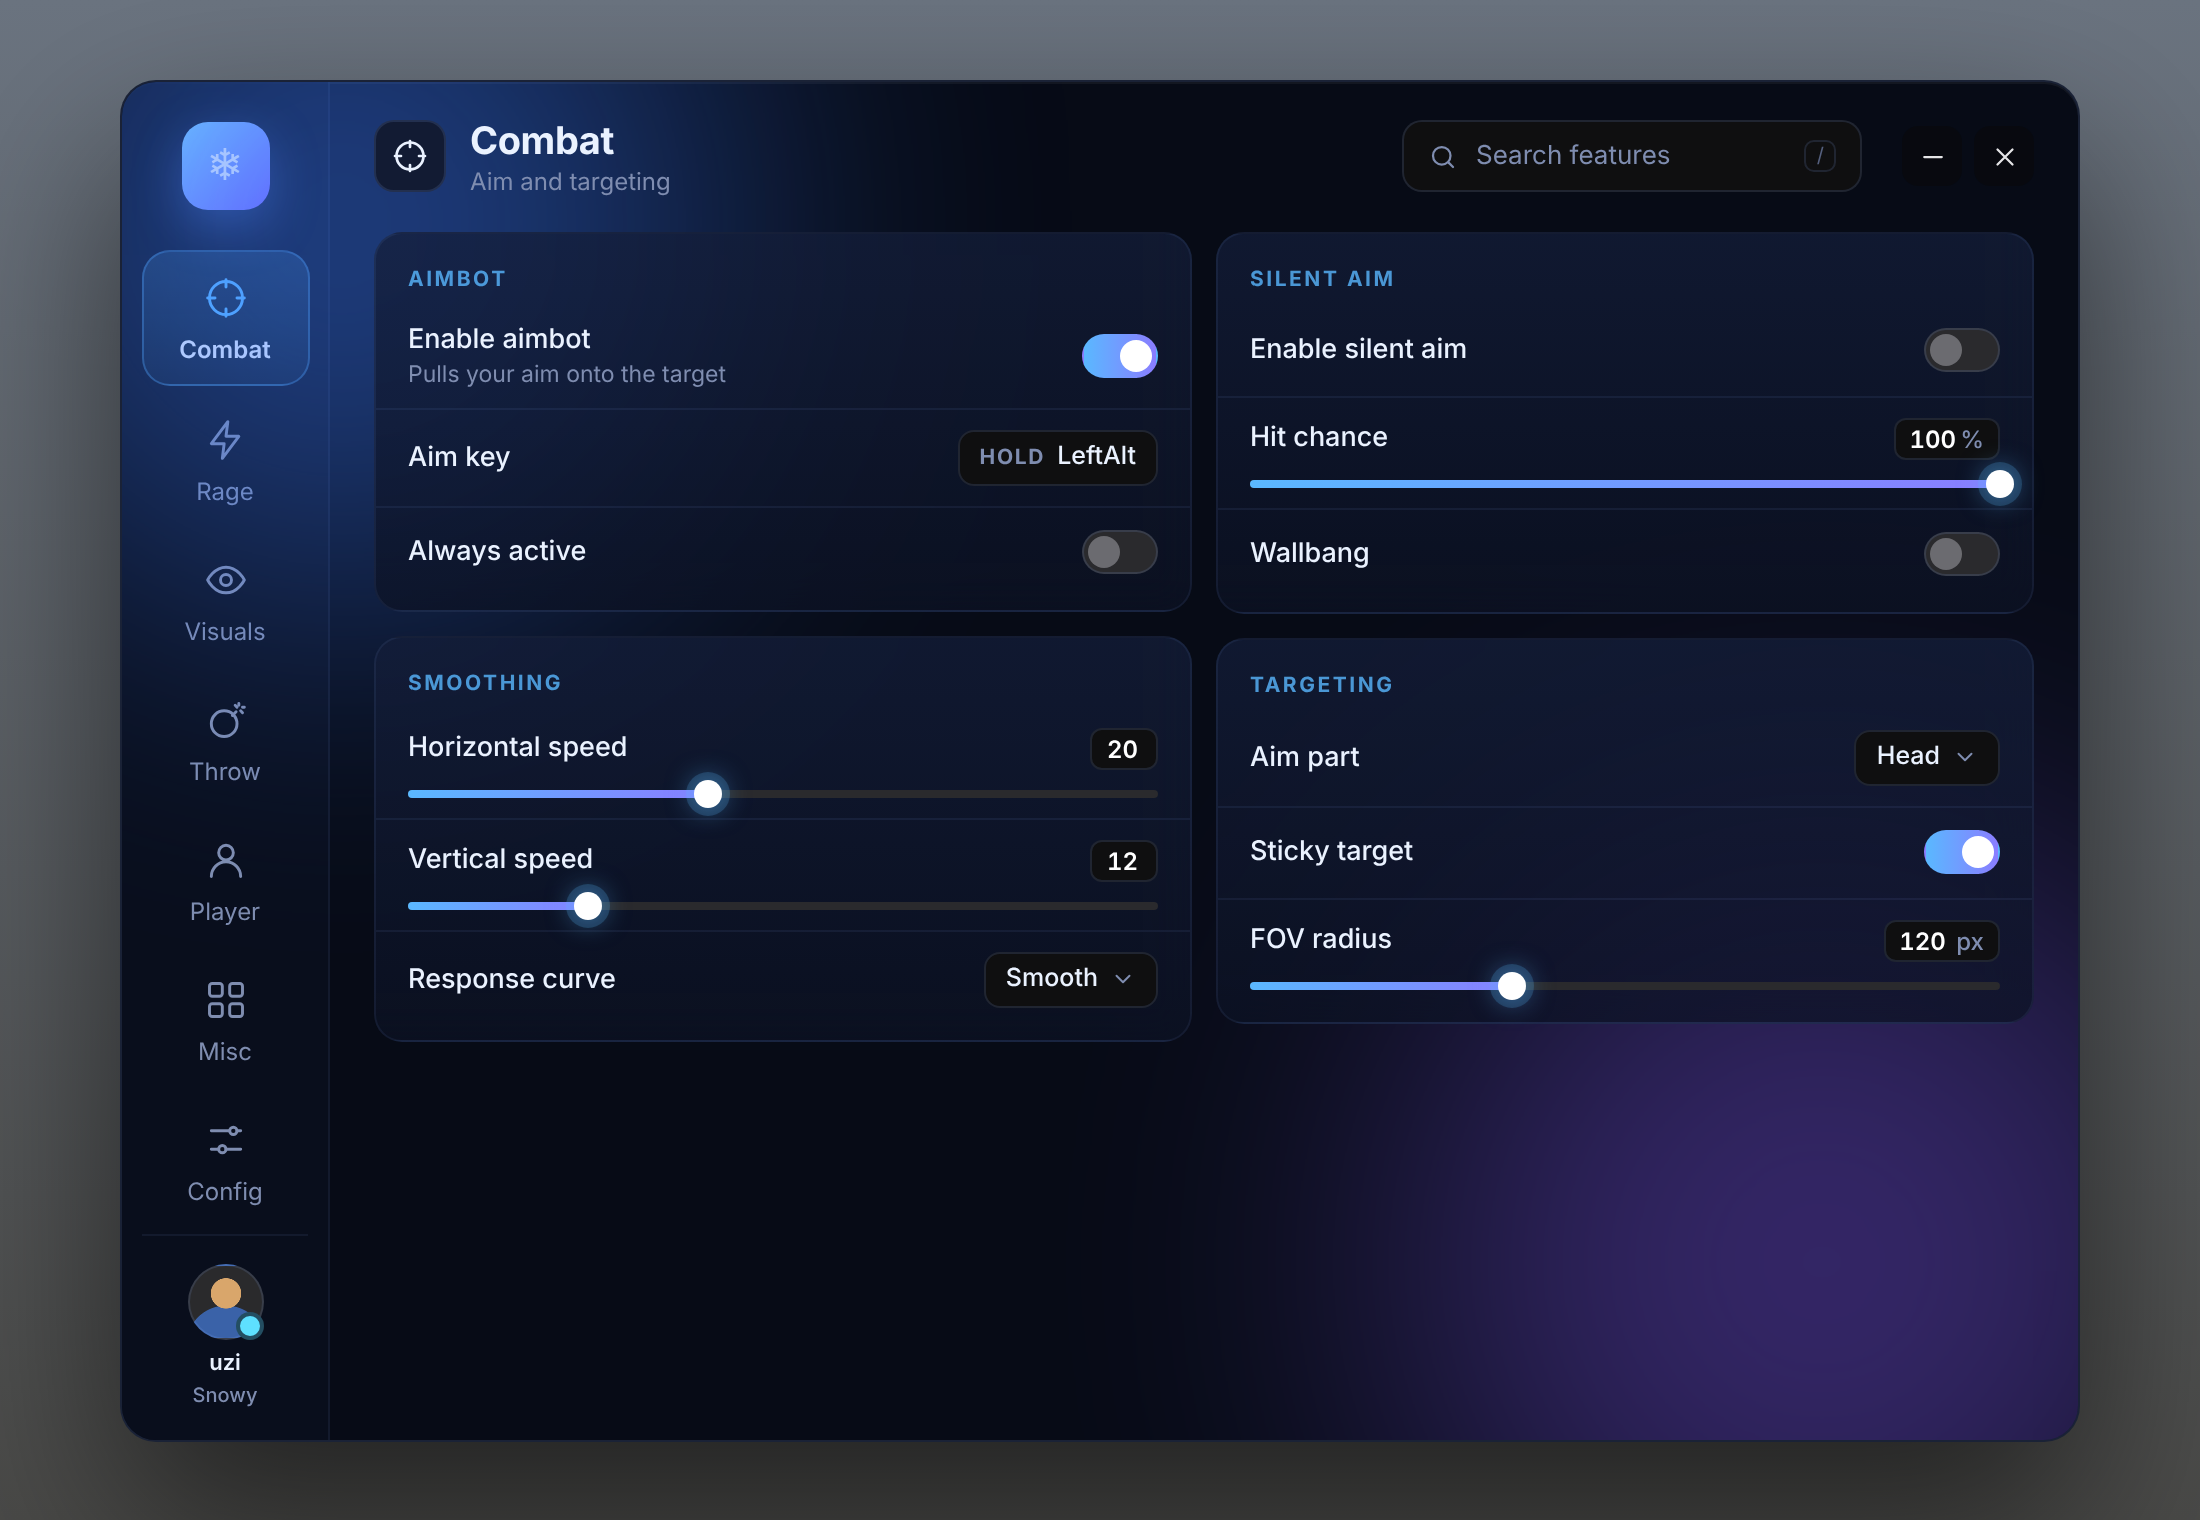 Combat
Aim and targeting
Search features /
Combat
Rage
Visuals
Throw
Player
Misc
Config
uzi
Snowy
AIMBOT
Enable aimbot
Pulls your aim onto the target
Aim key HOLD LeftAlt
Always active
SMOOTHING
Horizontal speed 20
Vertical speed 12
Response curve Smooth
SILENT AIM
Enable silent aim
Hit chance 100 %
Wallbang
TARGETING
Aim part Head
Sticky target
FOV radius 120 px